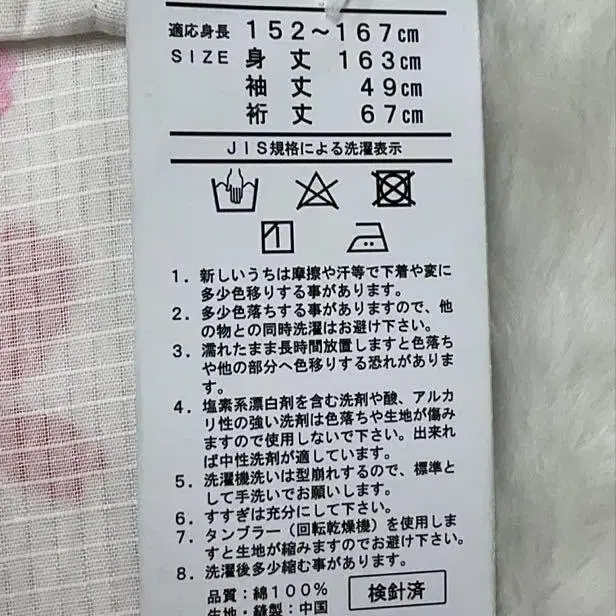 適応身長 152～167cm
SIZE 身丈 163cm
袖丈 49cm
裄丈 67cm
JIS規格による洗濯表示
1. 新しいうちは摩擦や汗等で下着や変に
多少色移りする事があります。
2. 多少色落ちする事がありますので、他
の物との同時洗濯はお避け下さい。
3. 濡れたまま長時間放置しますと色落ち
や他の部分へ色移りする恐れがありま
す。
4. 塩素系漂白剤を含む洗剤や酸、アルカ
リ性の強い洗剤は色落ちや生地が傷み
ますので使用しないで下さい。出来れ
ば中性洗剤が適しています。
5. 洗濯機洗いは型崩れするので、標準と
して手洗いでお願いします。
6. すすぎは充分にして下さい。
7. タンブラー（回転乾燥機）を使用しま
すと生地が縮みますのでお避け下さい。
8. 洗濯後多少縮む事があります。
品質：綿100%
検針済
生地・縫製：中国